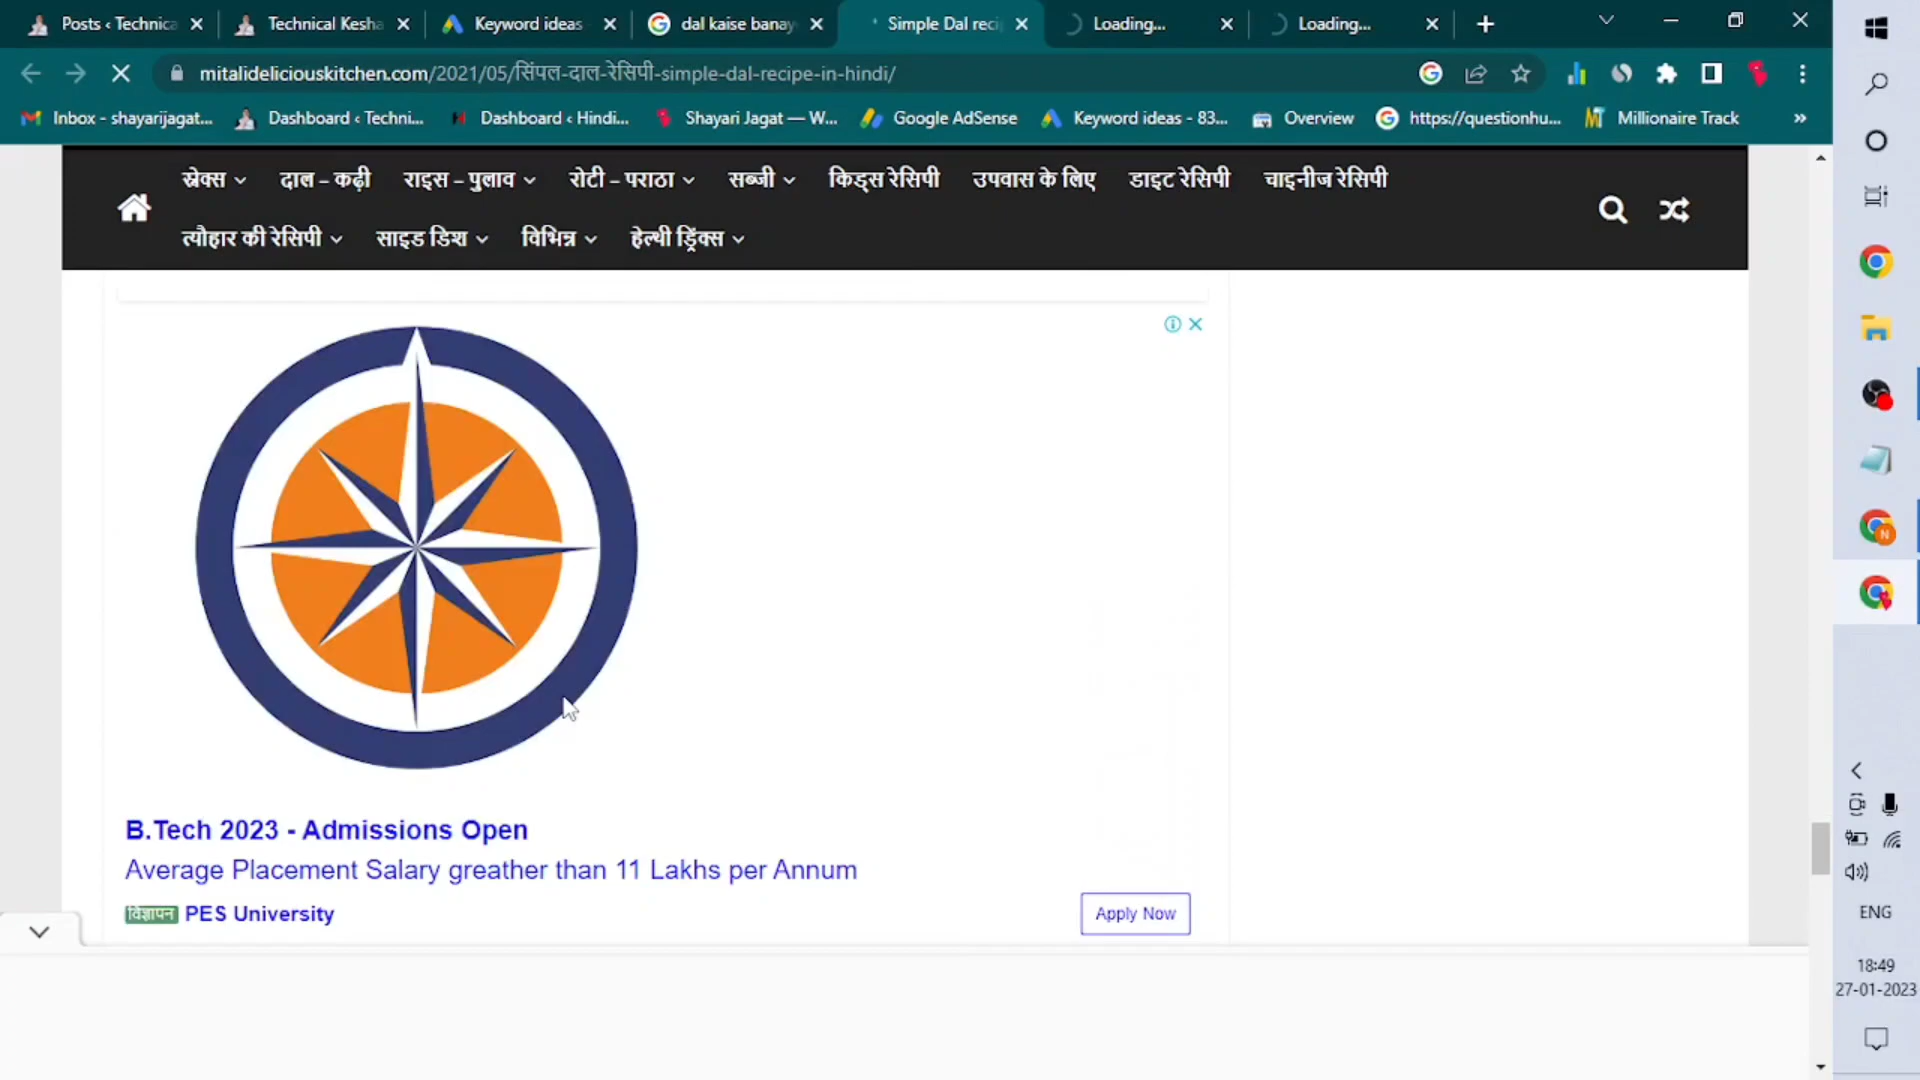 Posts ‹ Technica
Technical Kesha
Keyword ideas
dal kaise banay
Simple Dal reci
Loading...
Loading...
mitalideliciouskitchen.com/2021/05/सिंपल-दाल-रेसिपी-simple-dal-recipe-in-hindi/
Inbox - shayarijagat...
Dashboard ‹ Techni...
Dashboard ‹ Hindi...
Shayari Jagat — W...
Google AdSense
Keyword ideas - 83...
Overview
https://questionhu...
Millionaire Track
»
स्नेक्स
दाल – कढ़ी
राइस – पुलाव
रोटी – पराठा
सब्जी
किड्स रेसिपी
उपवास के लिए
डाइट रेसिपी
चाइनीज रेसिपी
त्यौहार की रेसिपी
साइड डिश
विभिन्न
हेल्थी ड्रिंक्स
B.Tech 2023 - Admissions Open
Average Placement Salary greather than 11 Lakhs per Annum
विज्ञापन PES University
Apply Now
N
ENG
18:49
27-01-2023